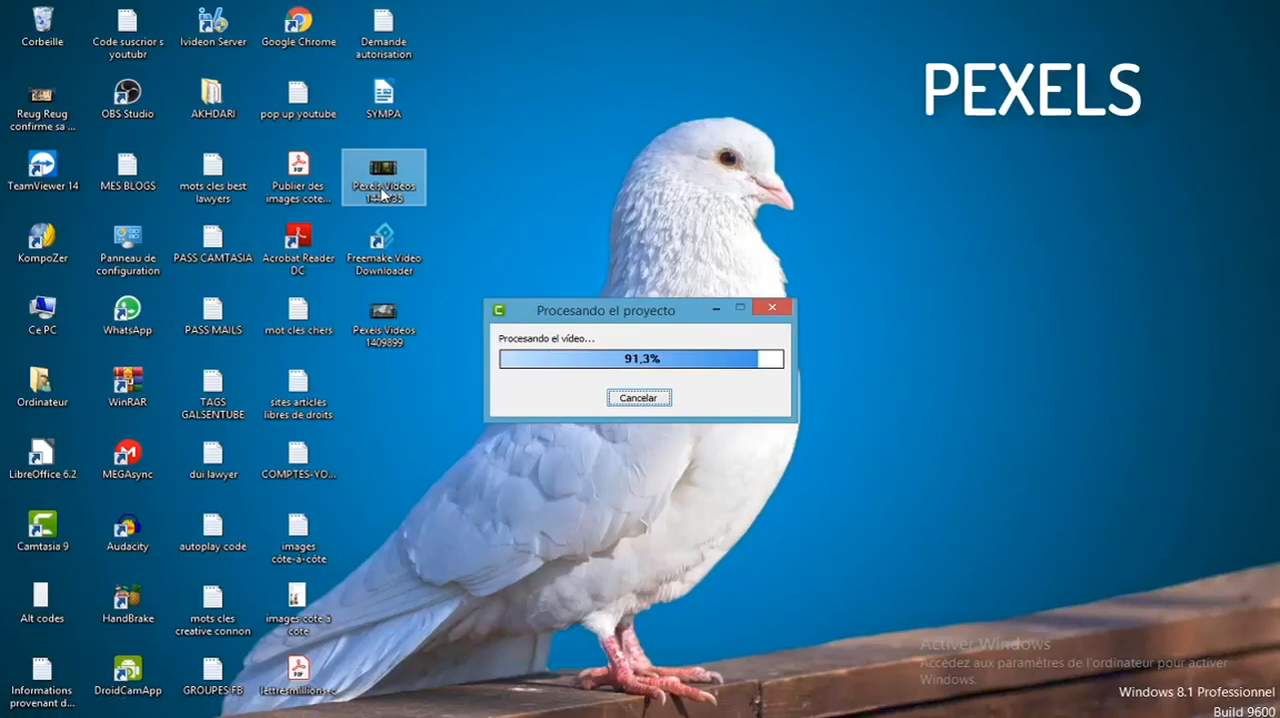 Corbeille
Code suscrior s
youtubr
Ivideon Server
Google Chrome
Demande
autorisation
PEXELS
Reug Reug
confirme sa ...
OBS Studio
AKHDARI
pop up youtube
SYMPA
TeamViewer 14
MES BLOGS
mots cles best
lawyers
Publier des
images cote...
Pexels Videos
KompoZer
Panneau de
configuration
PASS CAMTASIA
Acrobat Reader
DC
Freemake Video
Downloader
Ce PC
WhatsApp
PASS MAILS
mot cles chers
Pexels Videos
1409899
Procesando el proyecto
Procesando el vídeo...
91,3%
Cancelar
Ordinateur
WinRAR
TAGS
GALSENTUBE
sites articles
libres de droits
LibreOffice 6.2
MEGAsync
dui lawyer
COMPTES-YO...
Camtasia 9
Audacity
autoplay code
images
côte-à-côte
Alt codes
HandBrake
mots cles
creative connon
images cote à
cote
Informations
provenant d...
DroidCamApp
GROUPES FB
Activer Windows
Accédez aux paramètres de l'ordinateur pour activer
Windows.
Windows 8.1 Professionnel
Build 9600